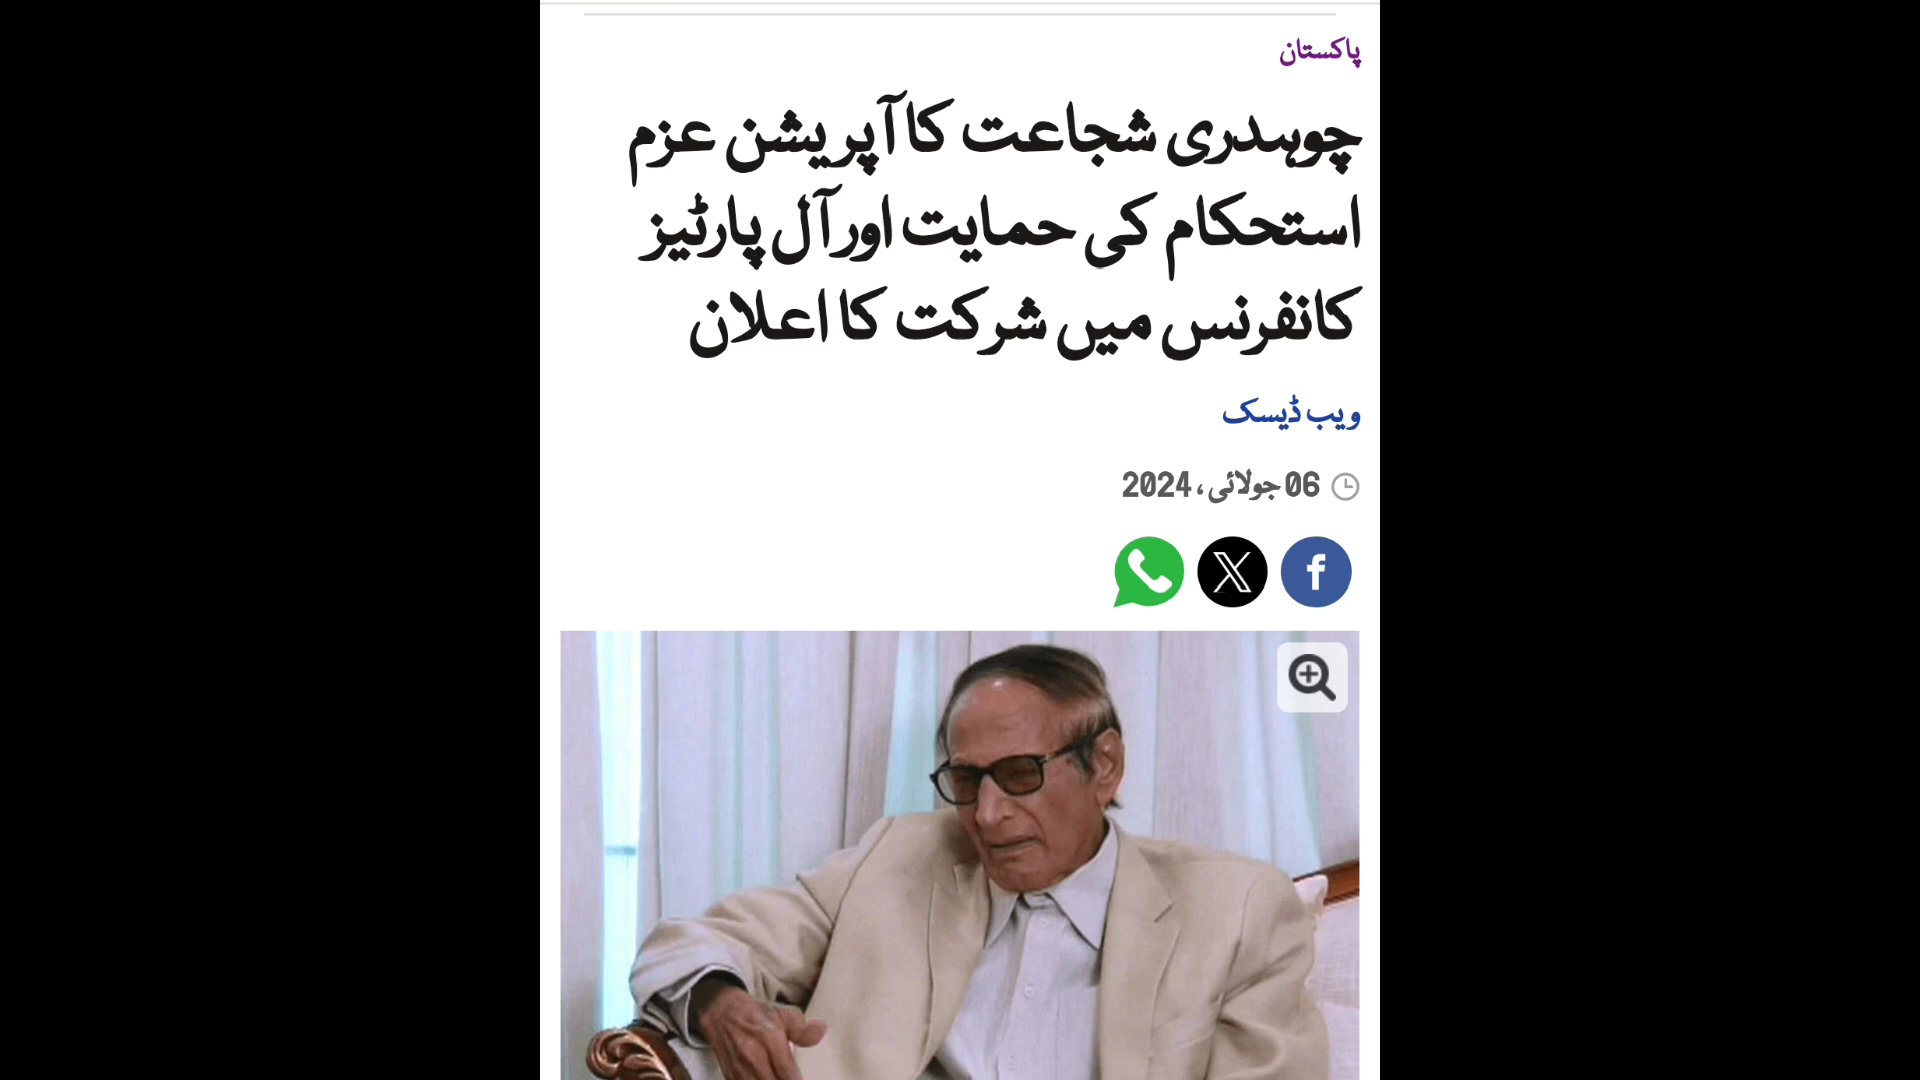 پاکستان
چوہدری شجاعت کا آپریشن عزم
استحکام کی حمایت اور آل پارٹیز
کانفرنس میں شرکت کا اعلان
ویب ڈیسک
06 جولائی ، 2024